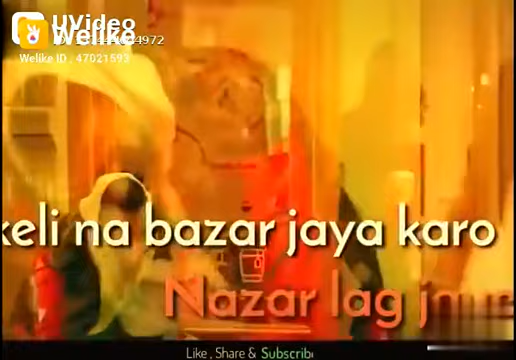 UVideo
Welike
Welike ID . 47021593
keli na bazar jaya karo
Nazar lag
Like , Share & Subscrib